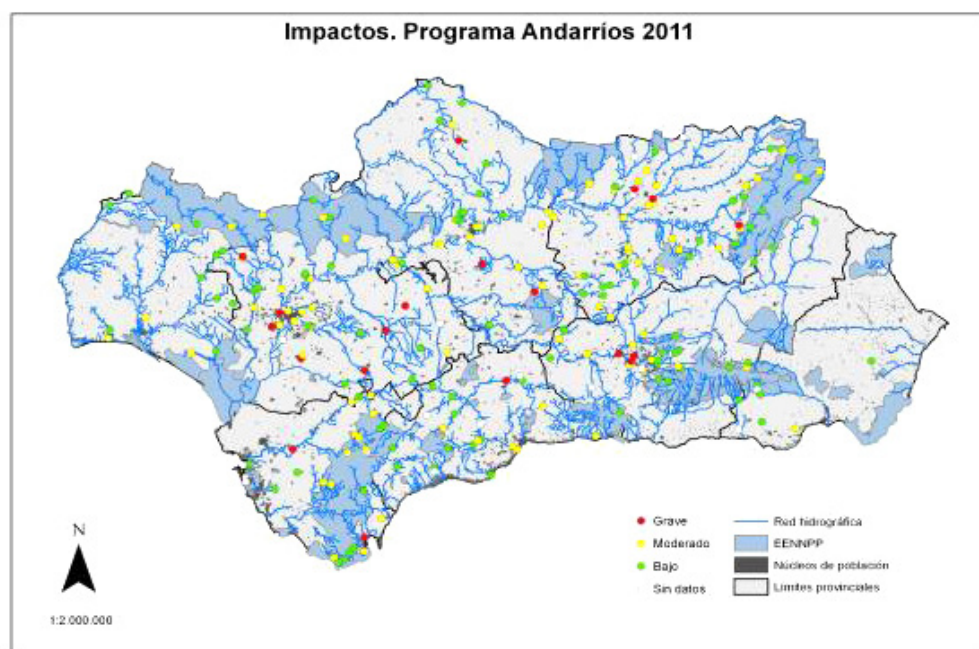 Impactos. Programa Andarríos 2011
N
1:2.000.000
Grave
Moderado
Bajo
Sin datos
Red hidrográfica
EENNPP
Núcleos de población
Límites provinciales